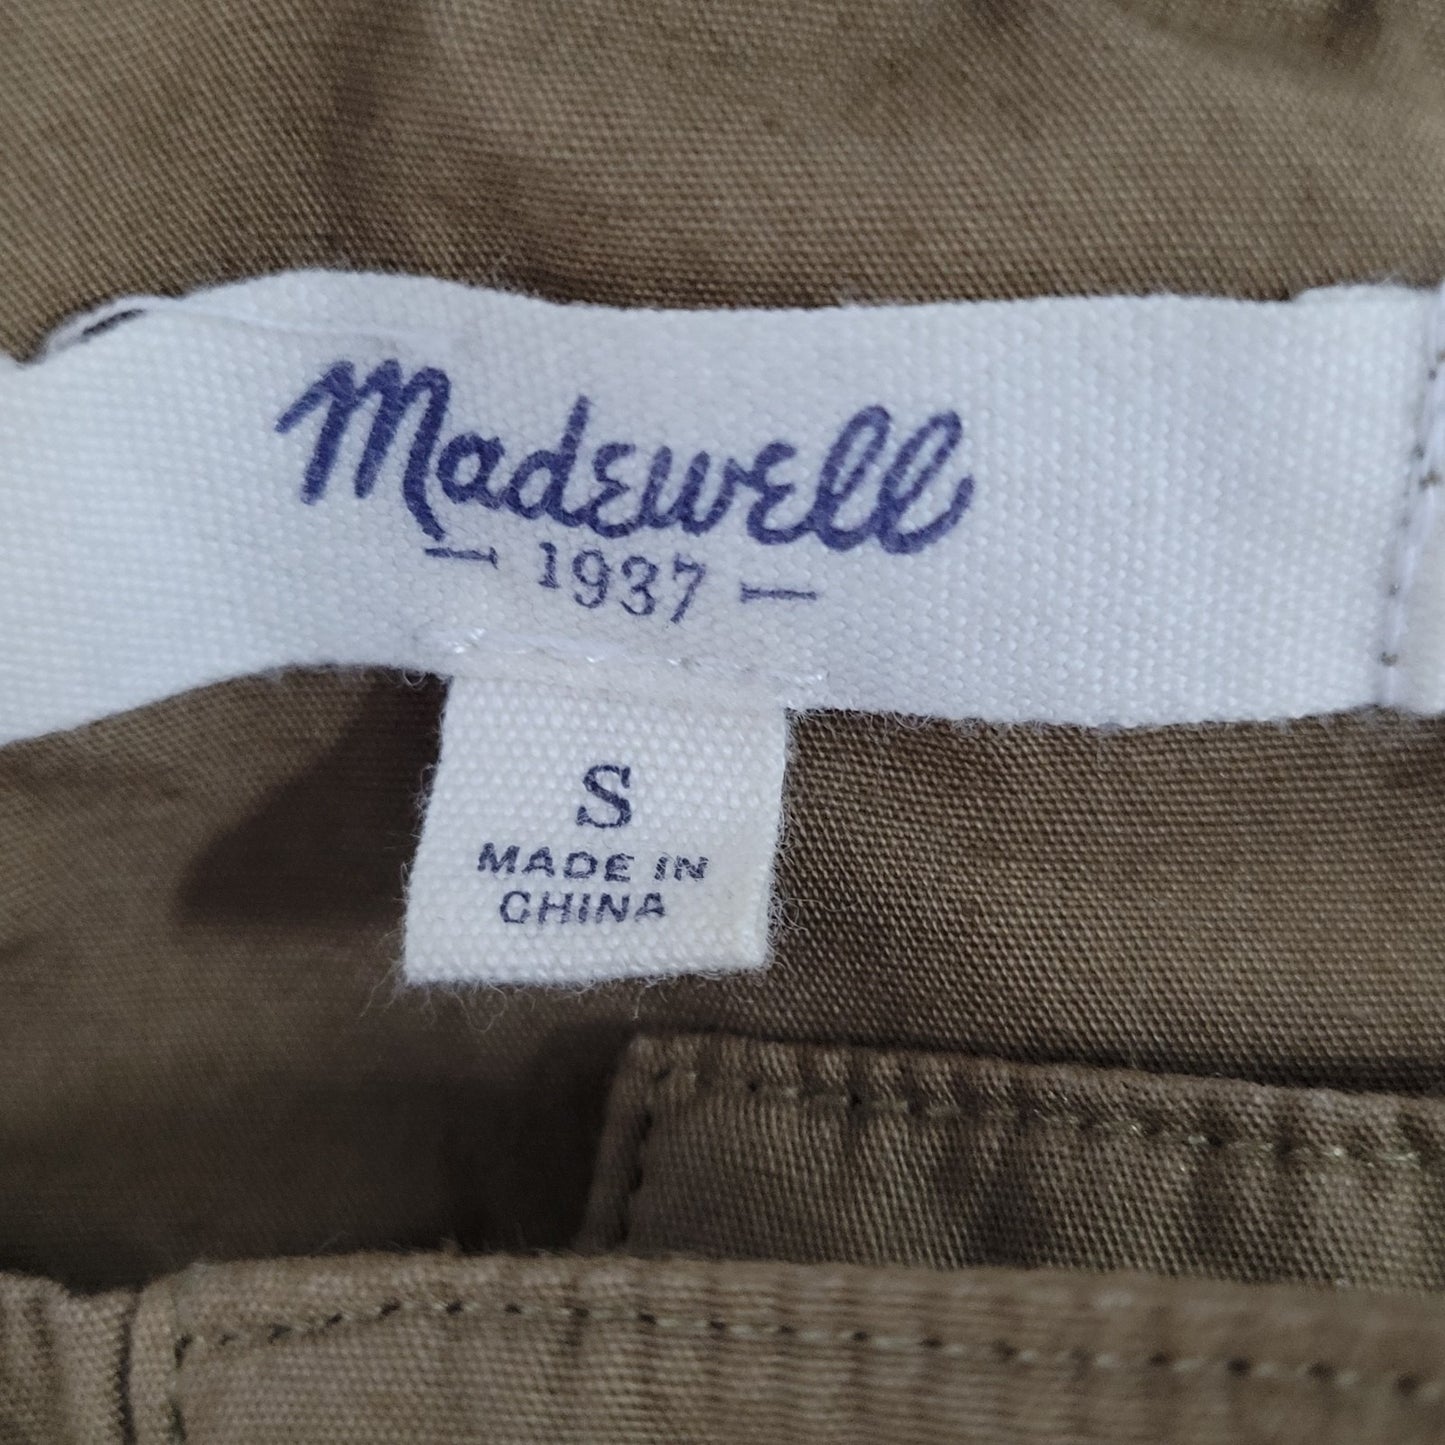 Madewell
— 1937 —
S
MADE IN
CHINA